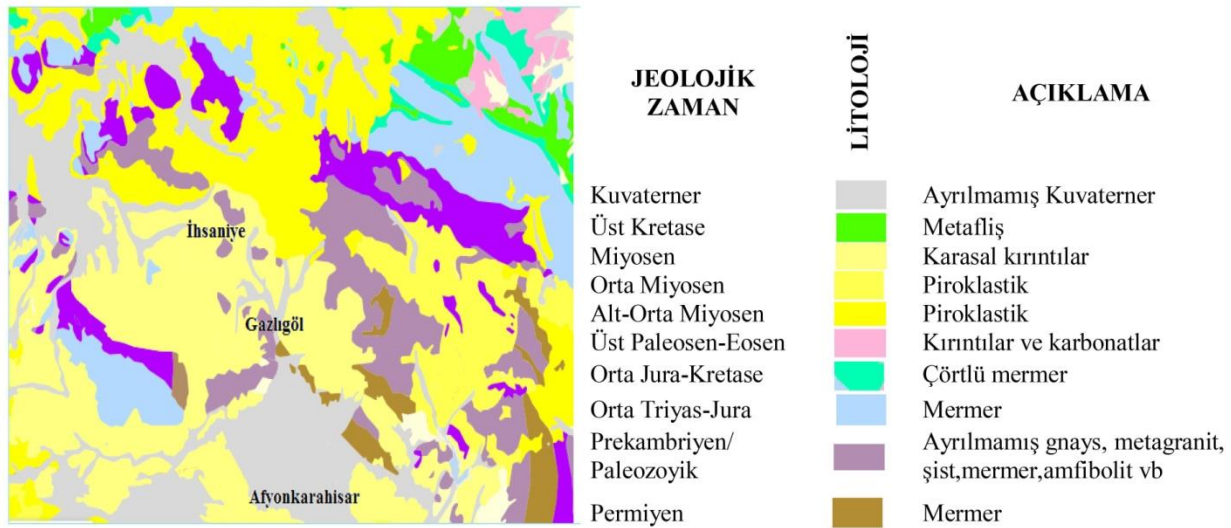 İhsaniye
Gazlıgöl
Afyonkarahisar
JEOLOJİK
ZAMAN
LİTOLOJİ
AÇIKLAMA
Kuvaterner
Ayrılmamış Kuvaterner
Üst Kretase
Metafliş
Miyosen
Karasal kırıntılar
Orta Miyosen
Piroklastik
Alt-Orta Miyosen
Piroklastik
Üst Paleosen-Eosen
Kırıntılar ve karbonatlar
Orta Jura-Kretase
Çörtlü mermer
Orta Triyas-Jura
Mermer
Prekambriyen/
Paleozoyik
Ayrılmamış gnays, metagranit,
şist,mermer,amfibolit vb
Permiyen
Mermer